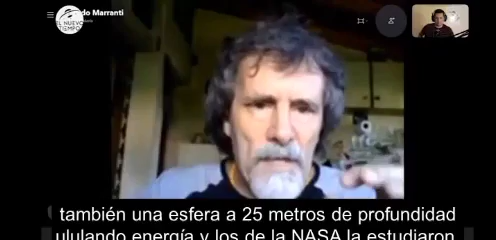 do Marranti
EL NUEVO
TIEMPO
también una esfera a 25 metros de profundidad
ululando energía y los de la NASA la estudiaron